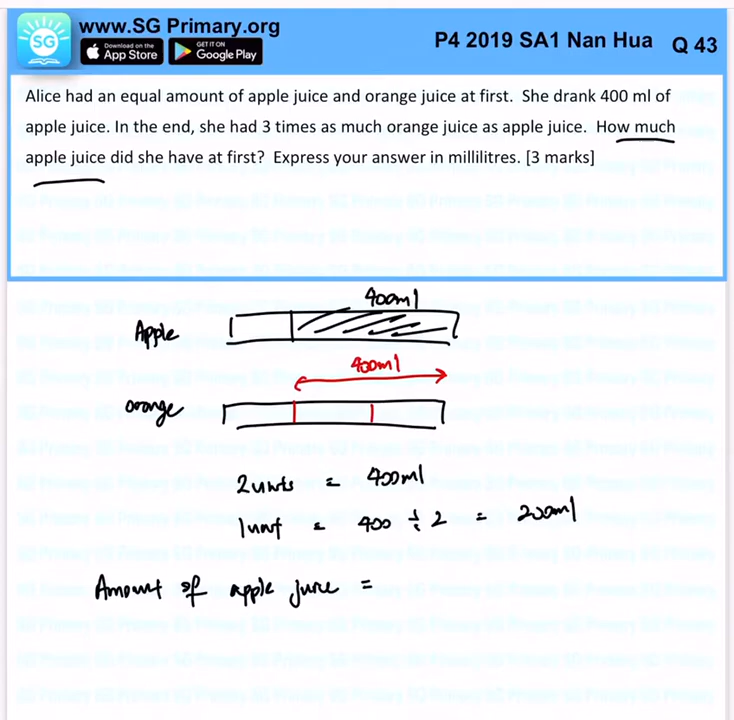 www.SG Primary.org
SG
Download on the App Store
GET IT ON Google Play
P4 2019 SA1 Nan Hua Q 43
Alice had an equal amount of apple juice and orange juice at first. She drank 400 ml of
apple juice. In the end, she had 3 times as much orange juice as apple juice. How much
apple juice did she have at first? Express your answer in millilitres. [3 marks]
400ml
Apple
400ml
orange
2 units = 400ml
1 unit = 400 ÷ 2 = 200ml
Amount of apple juice =